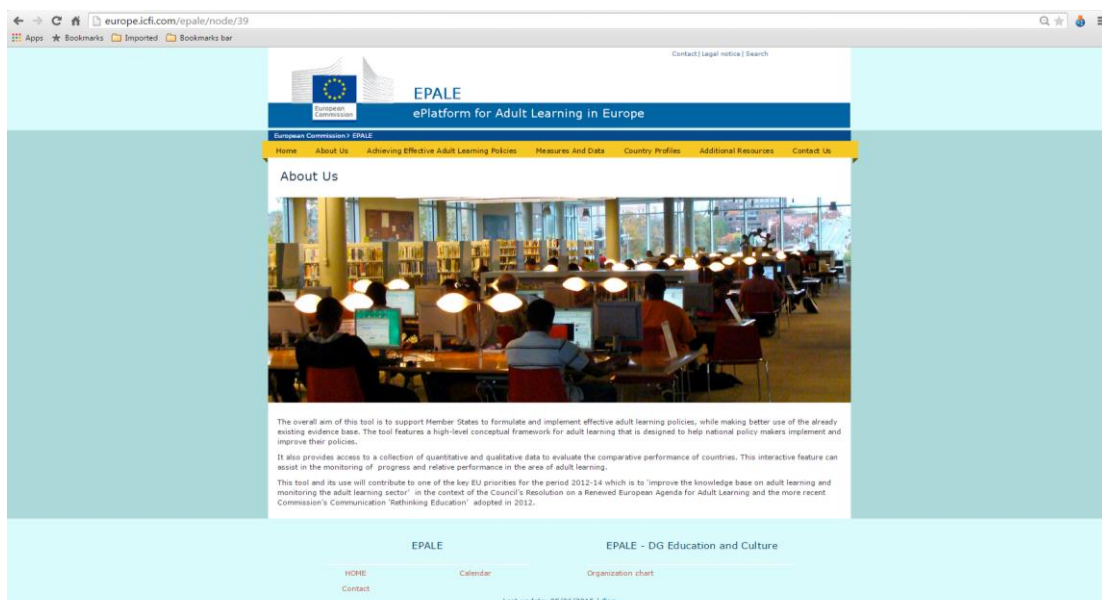 europe.icfi.com/epale/node/39
Apps Bookmarks Imported Bookmarks bar
Contact | Legal notice | Search
EPALE
European Commission
ePlatform for Adult Learning in Europe
European Commission > EPALE
Home About Us Achieving Effective Adult Learning Policies Measures And Data Country Profiles Additional Resources Contact Us
About Us
The overall aim of this tool is to support Member States to formulate and implement effective adult learning policies, while making better use of the already
existing evidence base. The tool features a high-level conceptual framework for adult learning that is designed to help national policy makers implement and
improve their policies.
It also provides access to a collection of quantitative and qualitative data to evaluate the comparative performance of countries. This interactive feature can
assist in the monitoring of progress and relative performance in the area of adult learning.
This tool and its use will contribute to one of the key EU priorities for the period 2012-14 which is to 'improve the knowledge base on adult learning and
monitoring the adult learning sector' in the context of the Council's Resolution on a Renewed European Agenda for Adult Learning and the more recent
Commission's Communication 'Rethinking Education' adopted in 2012.
EPALE EPALE - DG Education and Culture
HOME Calendar Organization chart
Contact